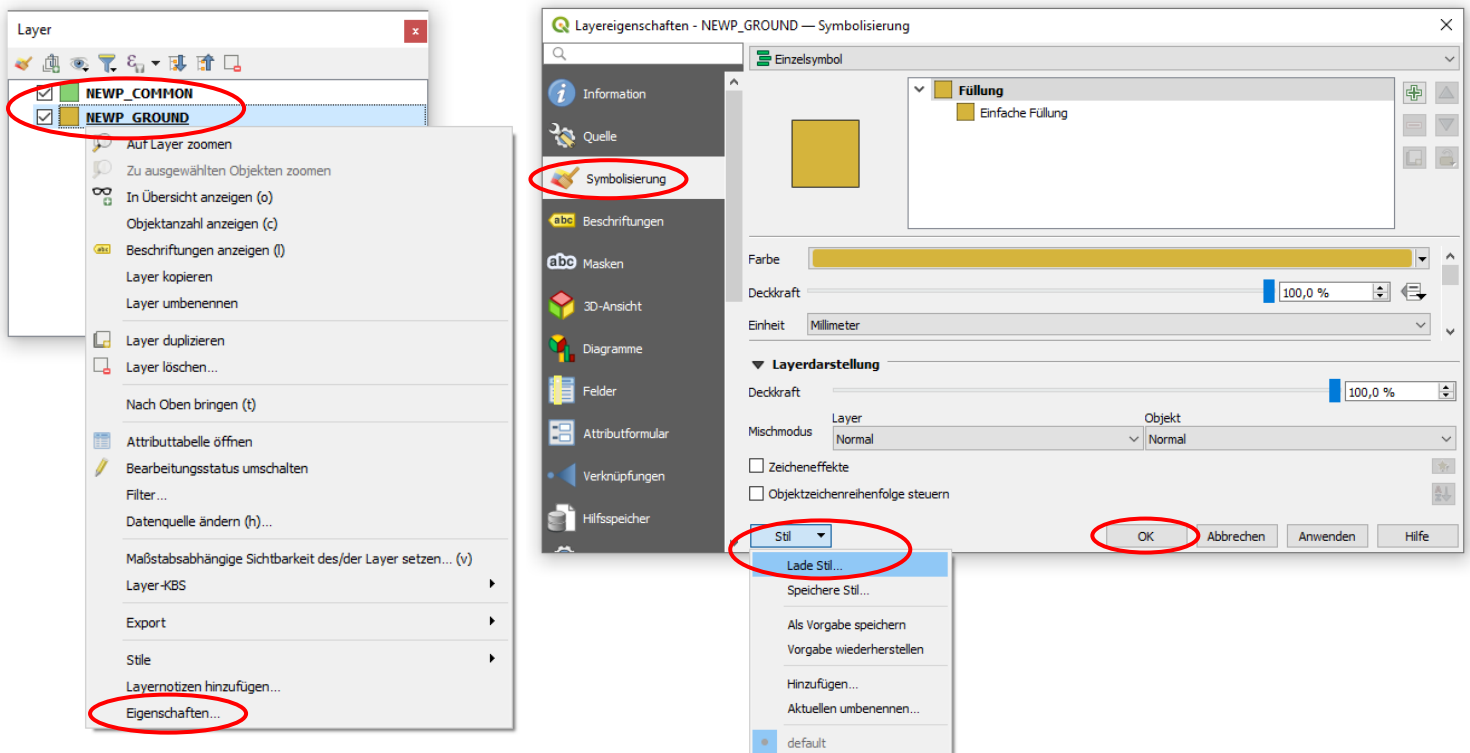 Layer
x
NEWP_COMMON
NEWP_GROUND
Auf Layer zoomen
Zu ausgewählten Objekten zoomen
In Übersicht anzeigen (o)
Objektanzahl anzeigen (c)
abc Beschriftungen anzeigen (l)
Layer kopieren
Layer umbenennen
Layer duplizieren
Layer löschen...
Nach Oben bringen (t)
Attributtabelle öffnen
Bearbeitungsstatus umschalten
Filter...
Datenquelle ändern (h)...
Maßstabsabhängige Sichtbarkeit des/der Layer setzen... (v)
Layer-KBS
Export
Stile
Layernotizen hinzufügen...
Eigenschaften...
Layereigenschaften - NEWP_GROUND — Symbolisierung
Einzelsymbol
i Information
Quelle
Symbolisierung
abc Beschriftungen
abc Masken
3D-Ansicht
Diagramme
Felder
Attributformular
Verknüpfungen
Hilfsspeicher
Füllung
Einfache Füllung
Farbe
Deckkraft 100,0 %
Einheit Millimeter
Layerdarstellung
Deckkraft 100,0 %
Layer Objekt
Mischmodus Normal Normal
Zeicheneffekte
Objektzeichenreihenfolge steuern
Stil OK Abbrechen Anwenden Hilfe
Lade Stil...
Speichere Stil...
Als Vorgabe speichern
Vorgabe wiederherstellen
Hinzufügen...
Aktuellen umbenennen...
default